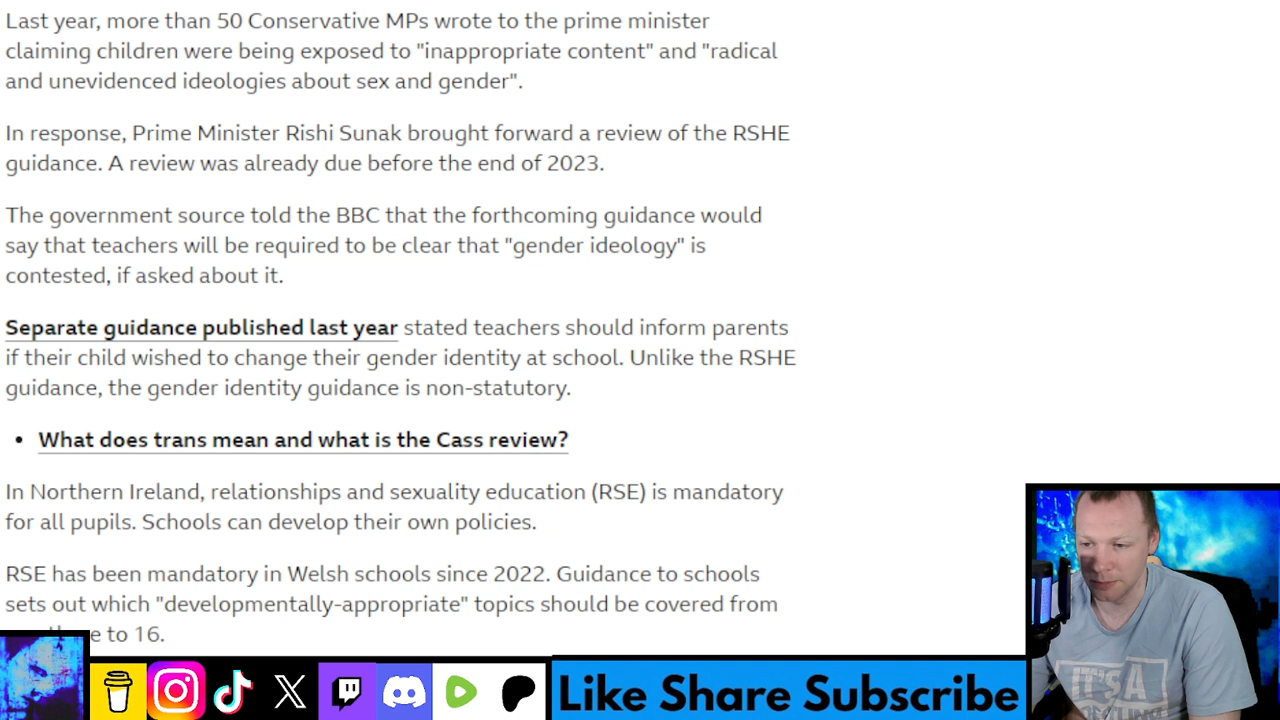 Last year, more than 50 Conservative MPs wrote to the prime minister
claiming children were being exposed to "inappropriate content" and "radical
and unevidenced ideologies about sex and gender".
In response, Prime Minister Rishi Sunak brought forward a review of the RSHE
guidance. A review was already due before the end of 2023.
The government source told the BBC that the forthcoming guidance would
say that teachers will be required to be clear that "gender ideology" is
contested, if asked about it.
Separate guidance published last year stated teachers should inform parents
if their child wished to change their gender identity at school. Unlike the RSHE
guidance, the gender identity guidance is non-statutory.
• What does trans mean and what is the Cass review?
In Northern Ireland, relationships and sexuality education (RSE) is mandatory
for all pupils. Schools can develop their own policies.
RSE has been mandatory in Welsh schools since 2022. Guidance to schools
sets out which "developmentally-appropriate" topics should be covered from
to 16.
Like Share Subscribe
IT'S A